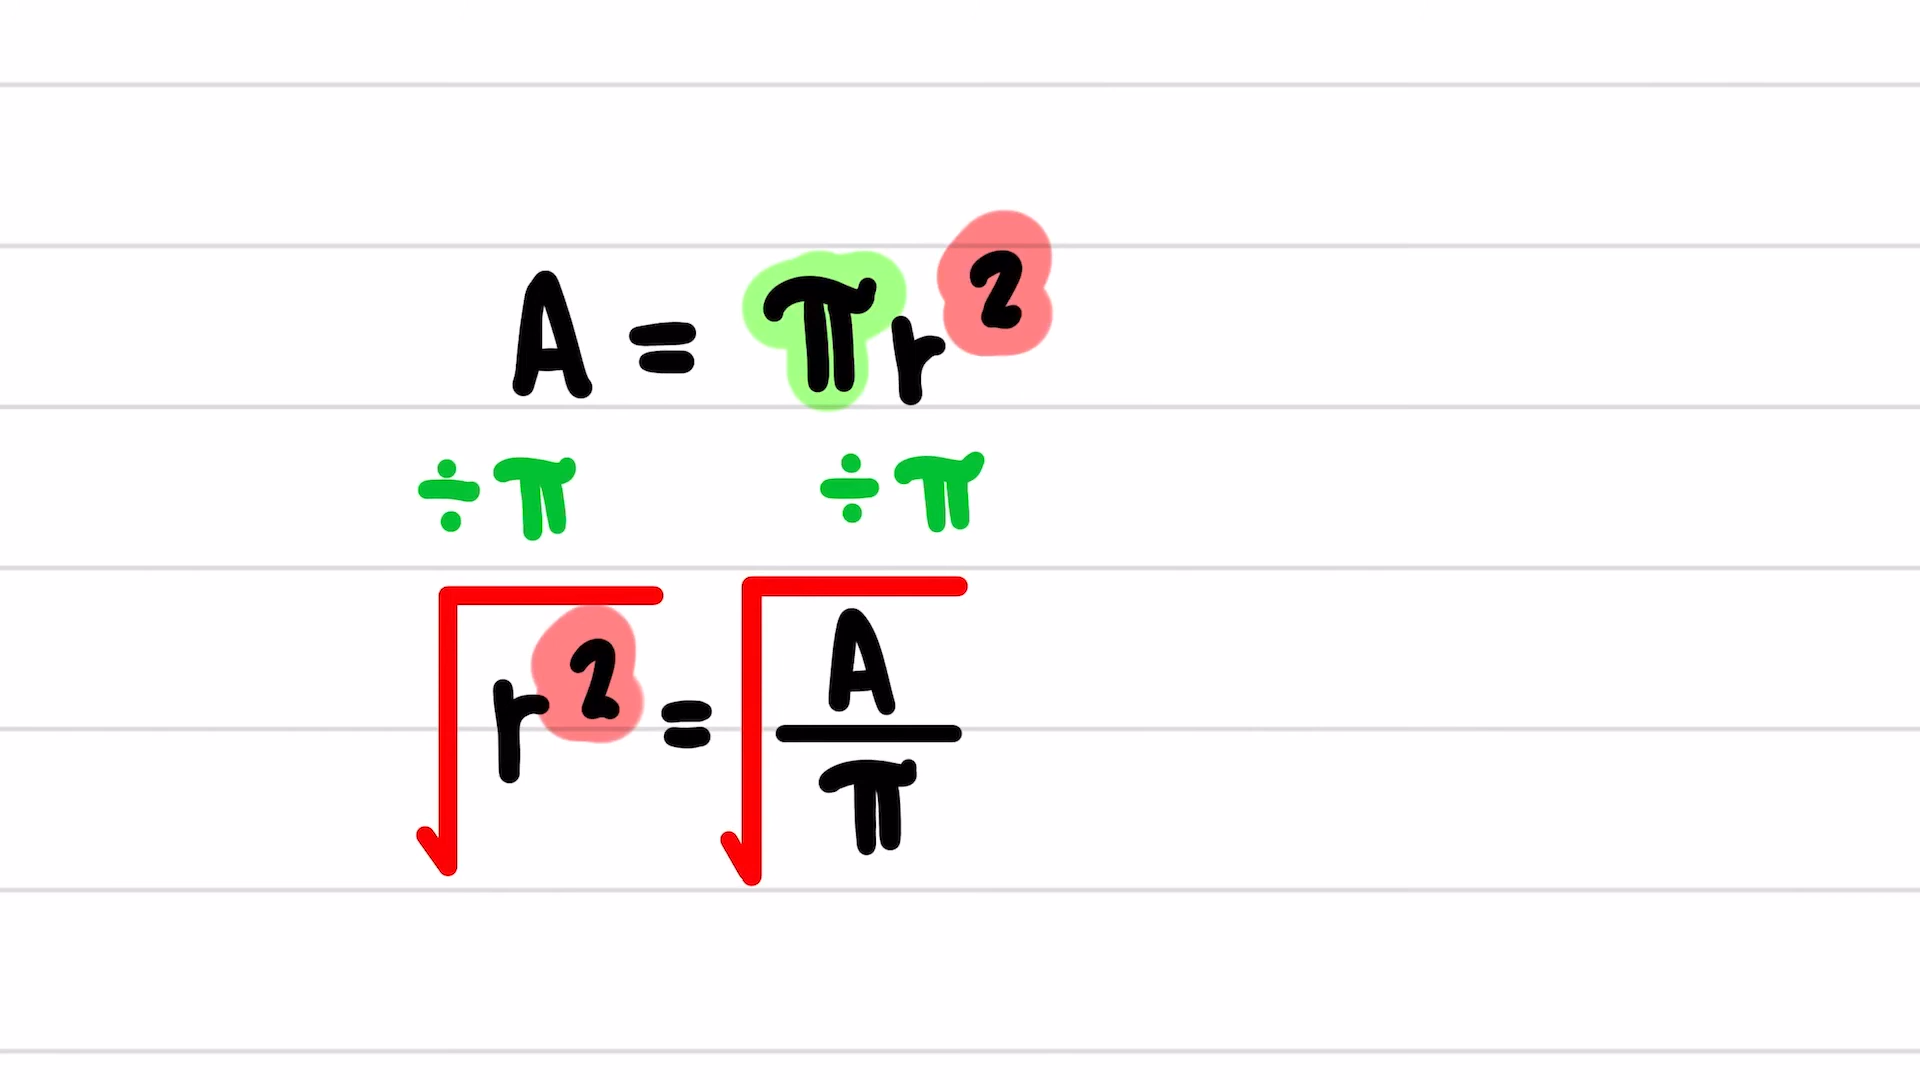 A = πr²
÷π ÷π
√r² = √A/π